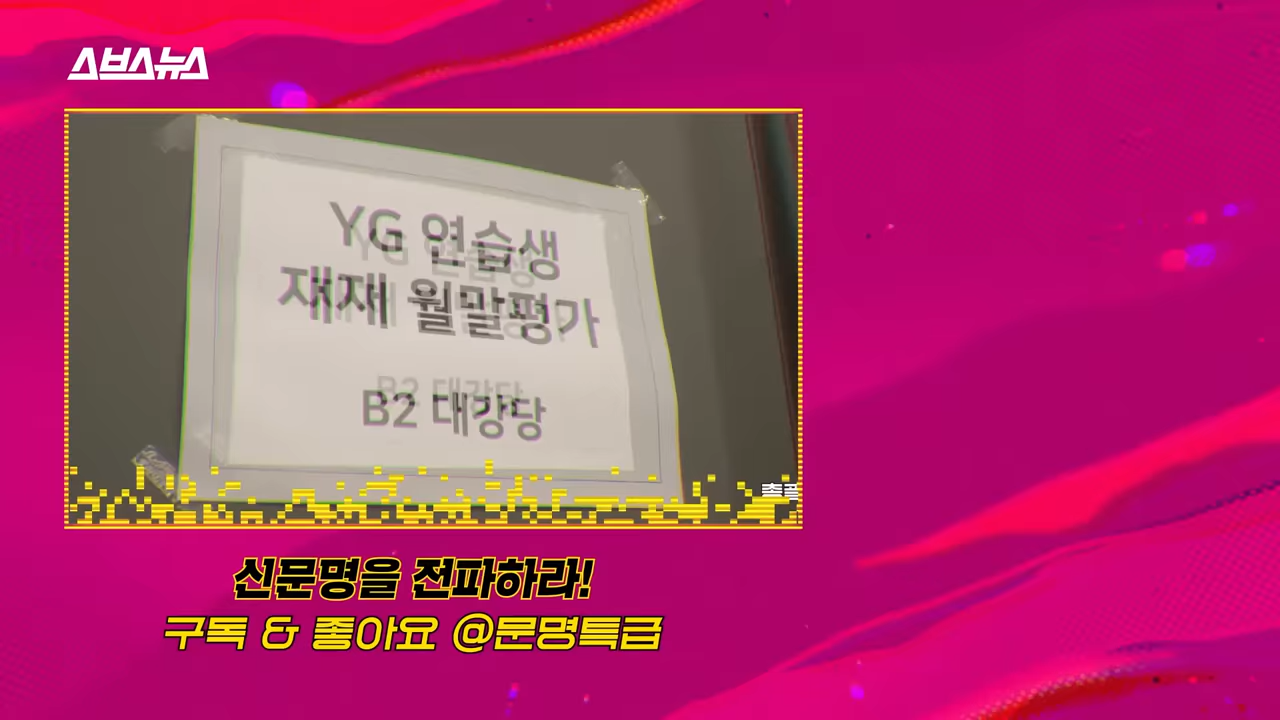 스브스뉴스
YG 연습생
재재 월말평가
B2 대강당
신문명을 전파하라!
구독 & 좋아요 @문명특급